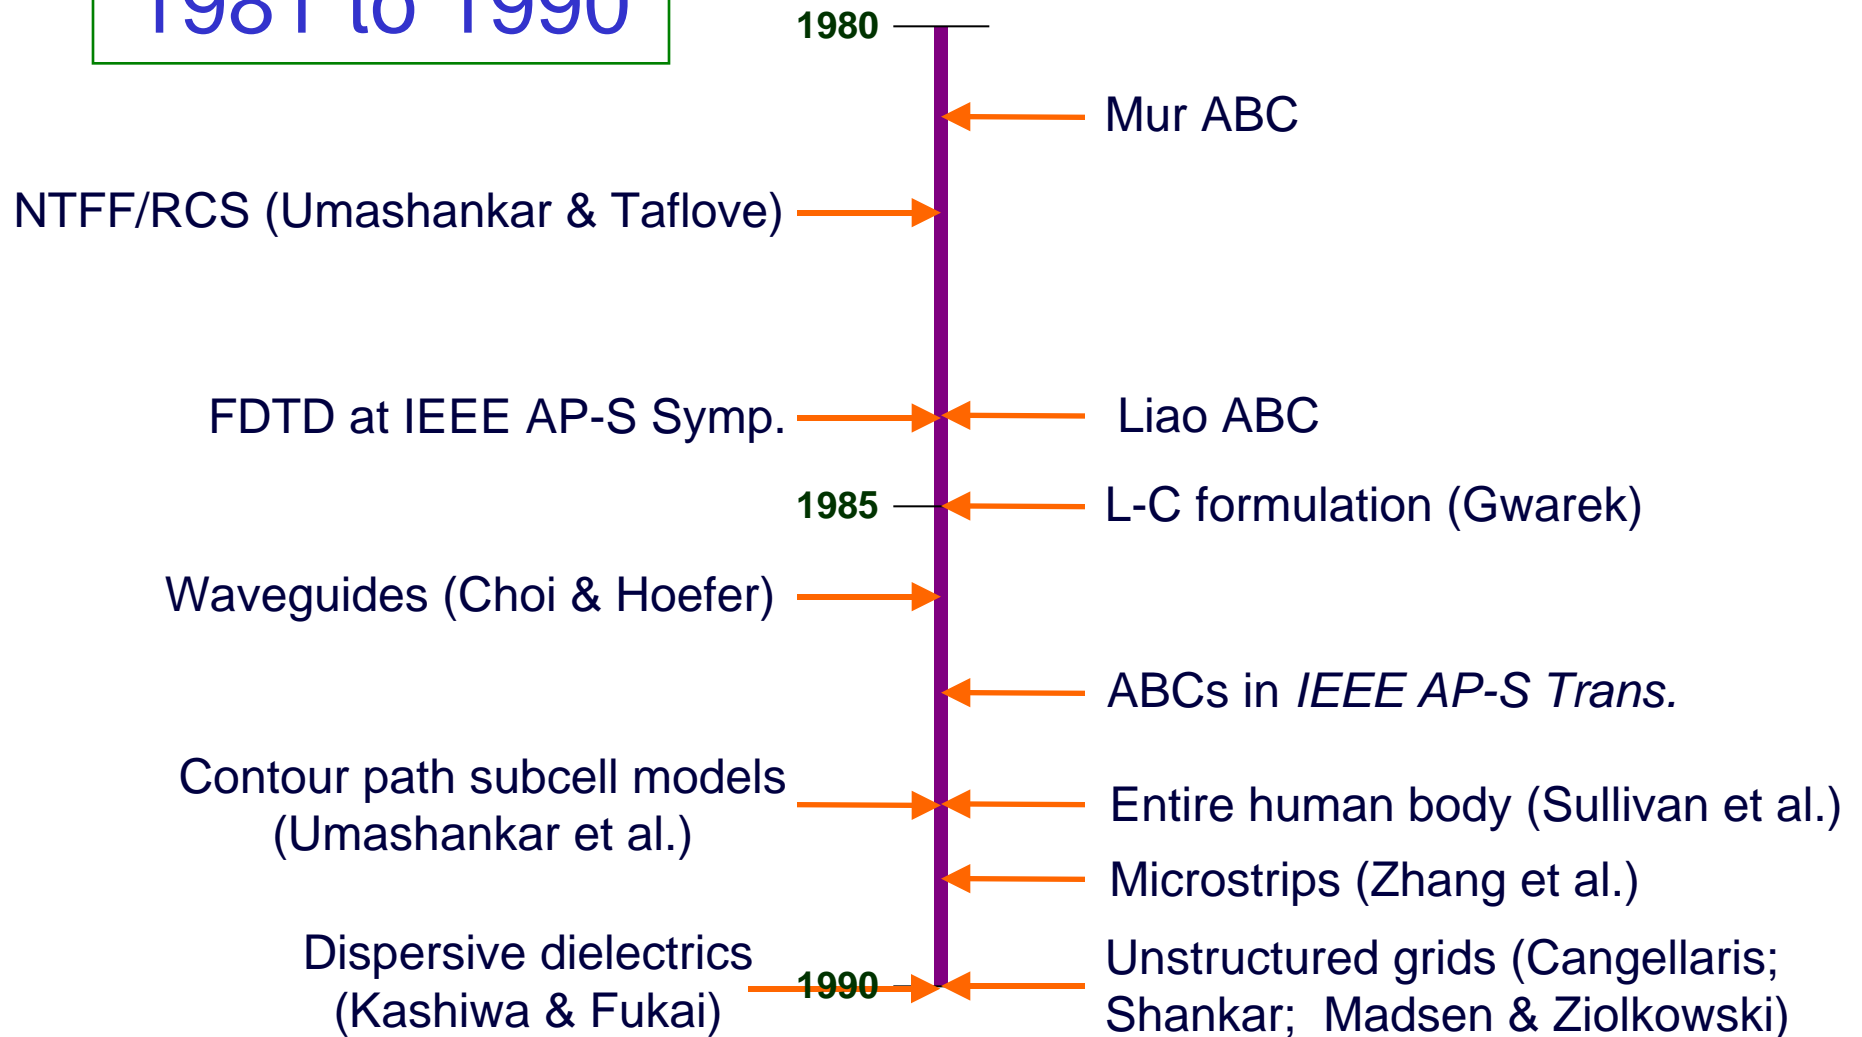 1981 to 1990
1980
Mur ABC
NTFF/RCS (Umashankar & Taflove)
FDTD at IEEE AP-S Symp.
Liao ABC
1985
L-C formulation (Gwarek)
Waveguides (Choi & Hoefer)
ABCs in IEEE AP-S Trans.
Contour path subcell models
(Umashankar et al.)
Entire human body (Sullivan et al.)
Microstrips (Zhang et al.)
Dispersive dielectrics
(Kashiwa & Fukai)
1990
Unstructured grids (Cangellaris;
Shankar; Madsen & Ziolkowski)